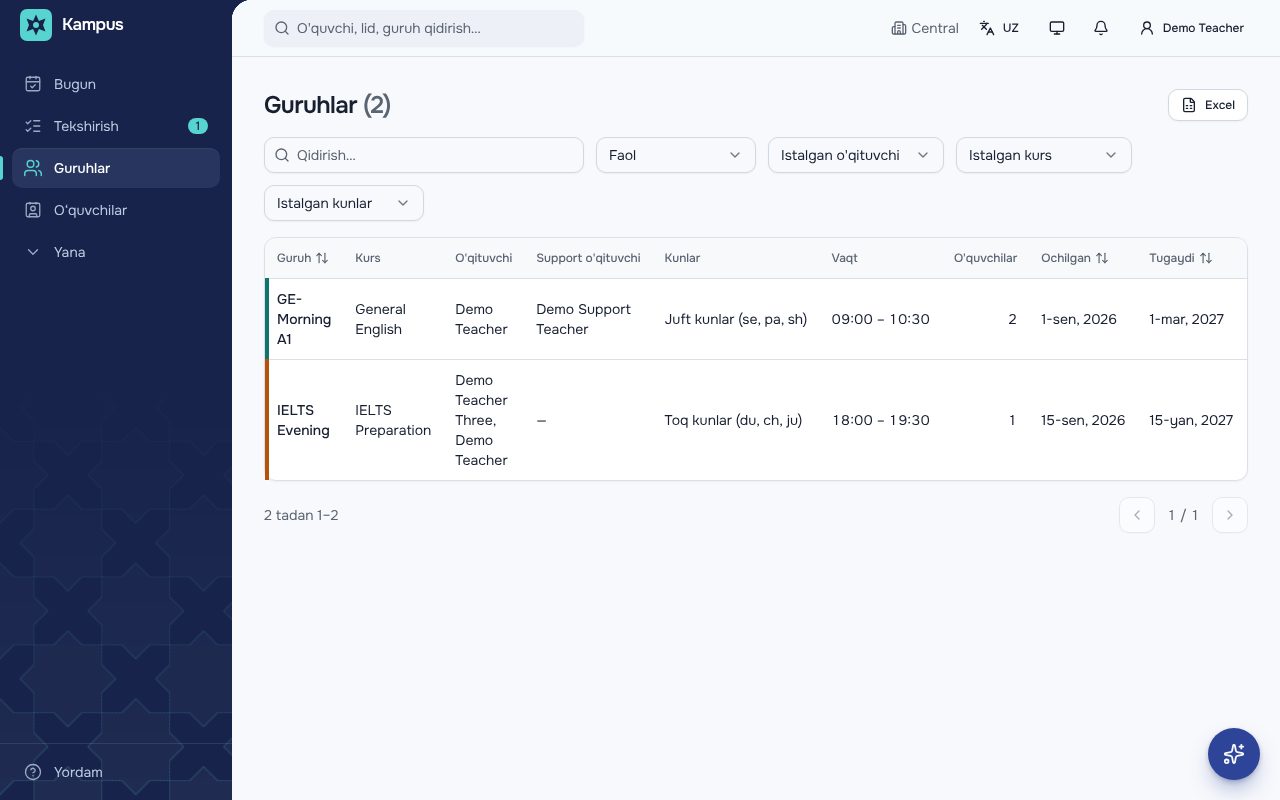 Kampus
O'quvchi, lid, guruh qidirish...
Central
UZ
Demo Teacher
Bugun
Tekshirish 1
Guruhlar
O‘quvchilar
Yana
Yordam
Guruhlar (2)
Excel
Qidirish...
Faol
Istalgan o'qituvchi
Istalgan kurs
Istalgan kunlar
Guruh Kurs O'qituvchi Support o'qituvchi Kunlar Vaqt O'quvchilar Ochilgan Tugaydi
GE-
Morning
A1
General
English
Demo
Teacher
Demo Support
Teacher
Juft kunlar (se, pa, sh)
09:00 – 10:30
2
1-sen, 2026
1-mar, 2027
IELTS
Evening
IELTS
Preparation
Demo
Teacher
Three,
Demo
Teacher
—
Toq kunlar (du, ch, ju)
18:00 – 19:30
1
15-sen, 2026
15-yan, 2027
2 tadan 1–2
1 / 1